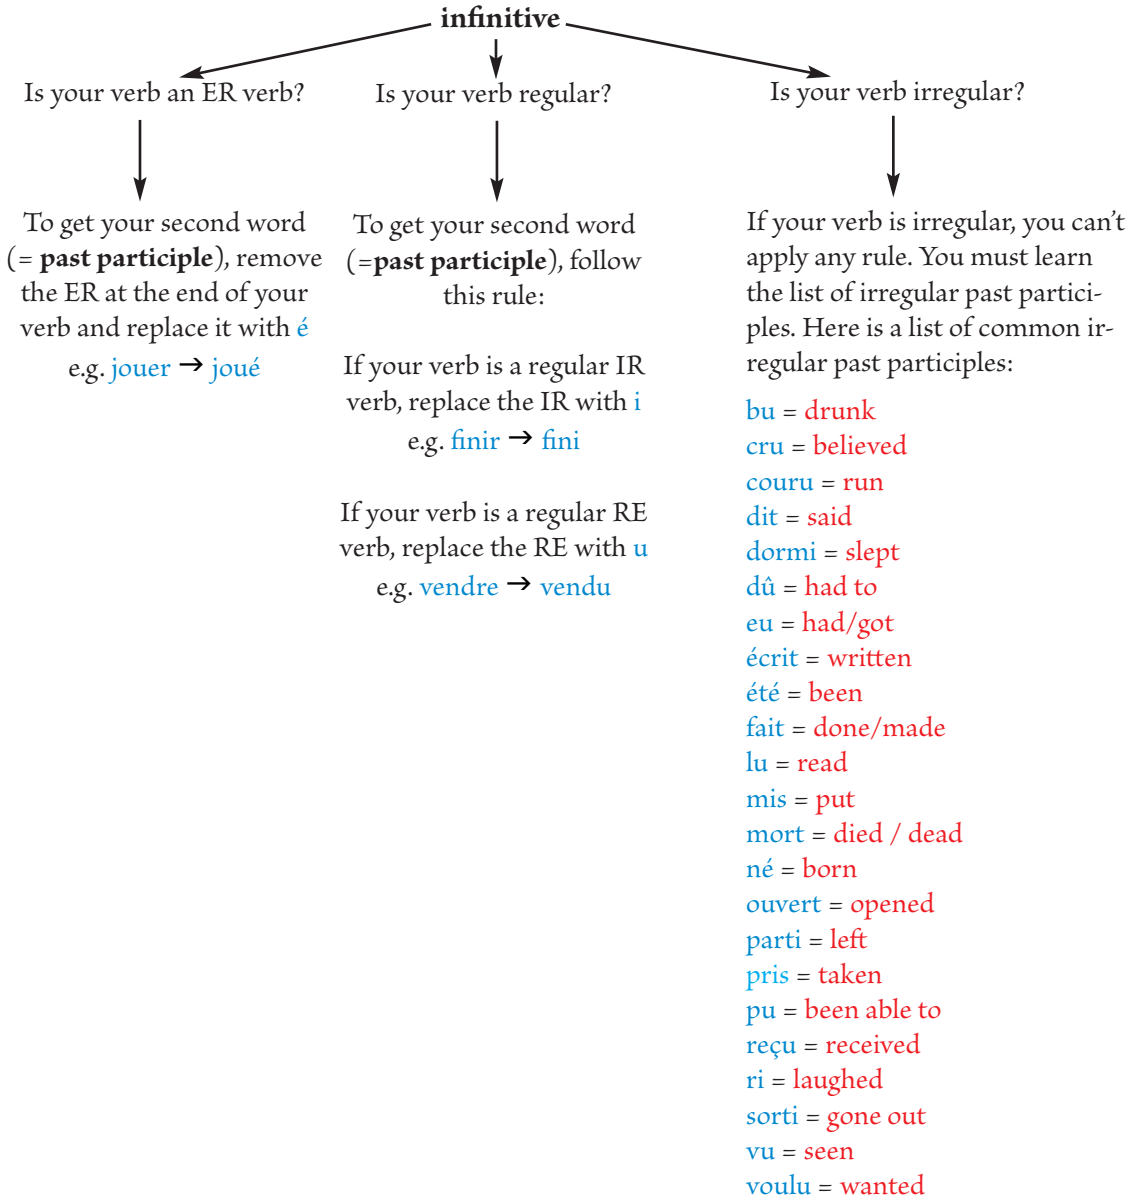 infinitive
Is your verb an ER verb?
To get your second word
(= past participle), remove
the ER at the end of your
verb and replace it with é
e.g. jouer → joué
Is your verb regular?
To get your second word
(=past participle), follow
this rule:
If your verb is a regular IR
verb, replace the IR with i
e.g. finir → fini
If your verb is a regular RE
verb, replace the RE with u
e.g. vendre → vendu
Is your verb irregular?
If your verb is irregular, you can't
apply any rule. You must learn
the list of irregular past partici-
ples. Here is a list of common ir-
regular past participles:
bu = drunk
cru = believed
couru = run
dit = said
dormi = slept
dû = had to
eu = had/got
écrit = written
été = been
fait = done/made
lu = read
mis = put
mort = died / dead
né = born
ouvert = opened
parti = left
pris = taken
pu = been able to
reçu = received
ri = laughed
sorti = gone out
vu = seen
voulu = wanted